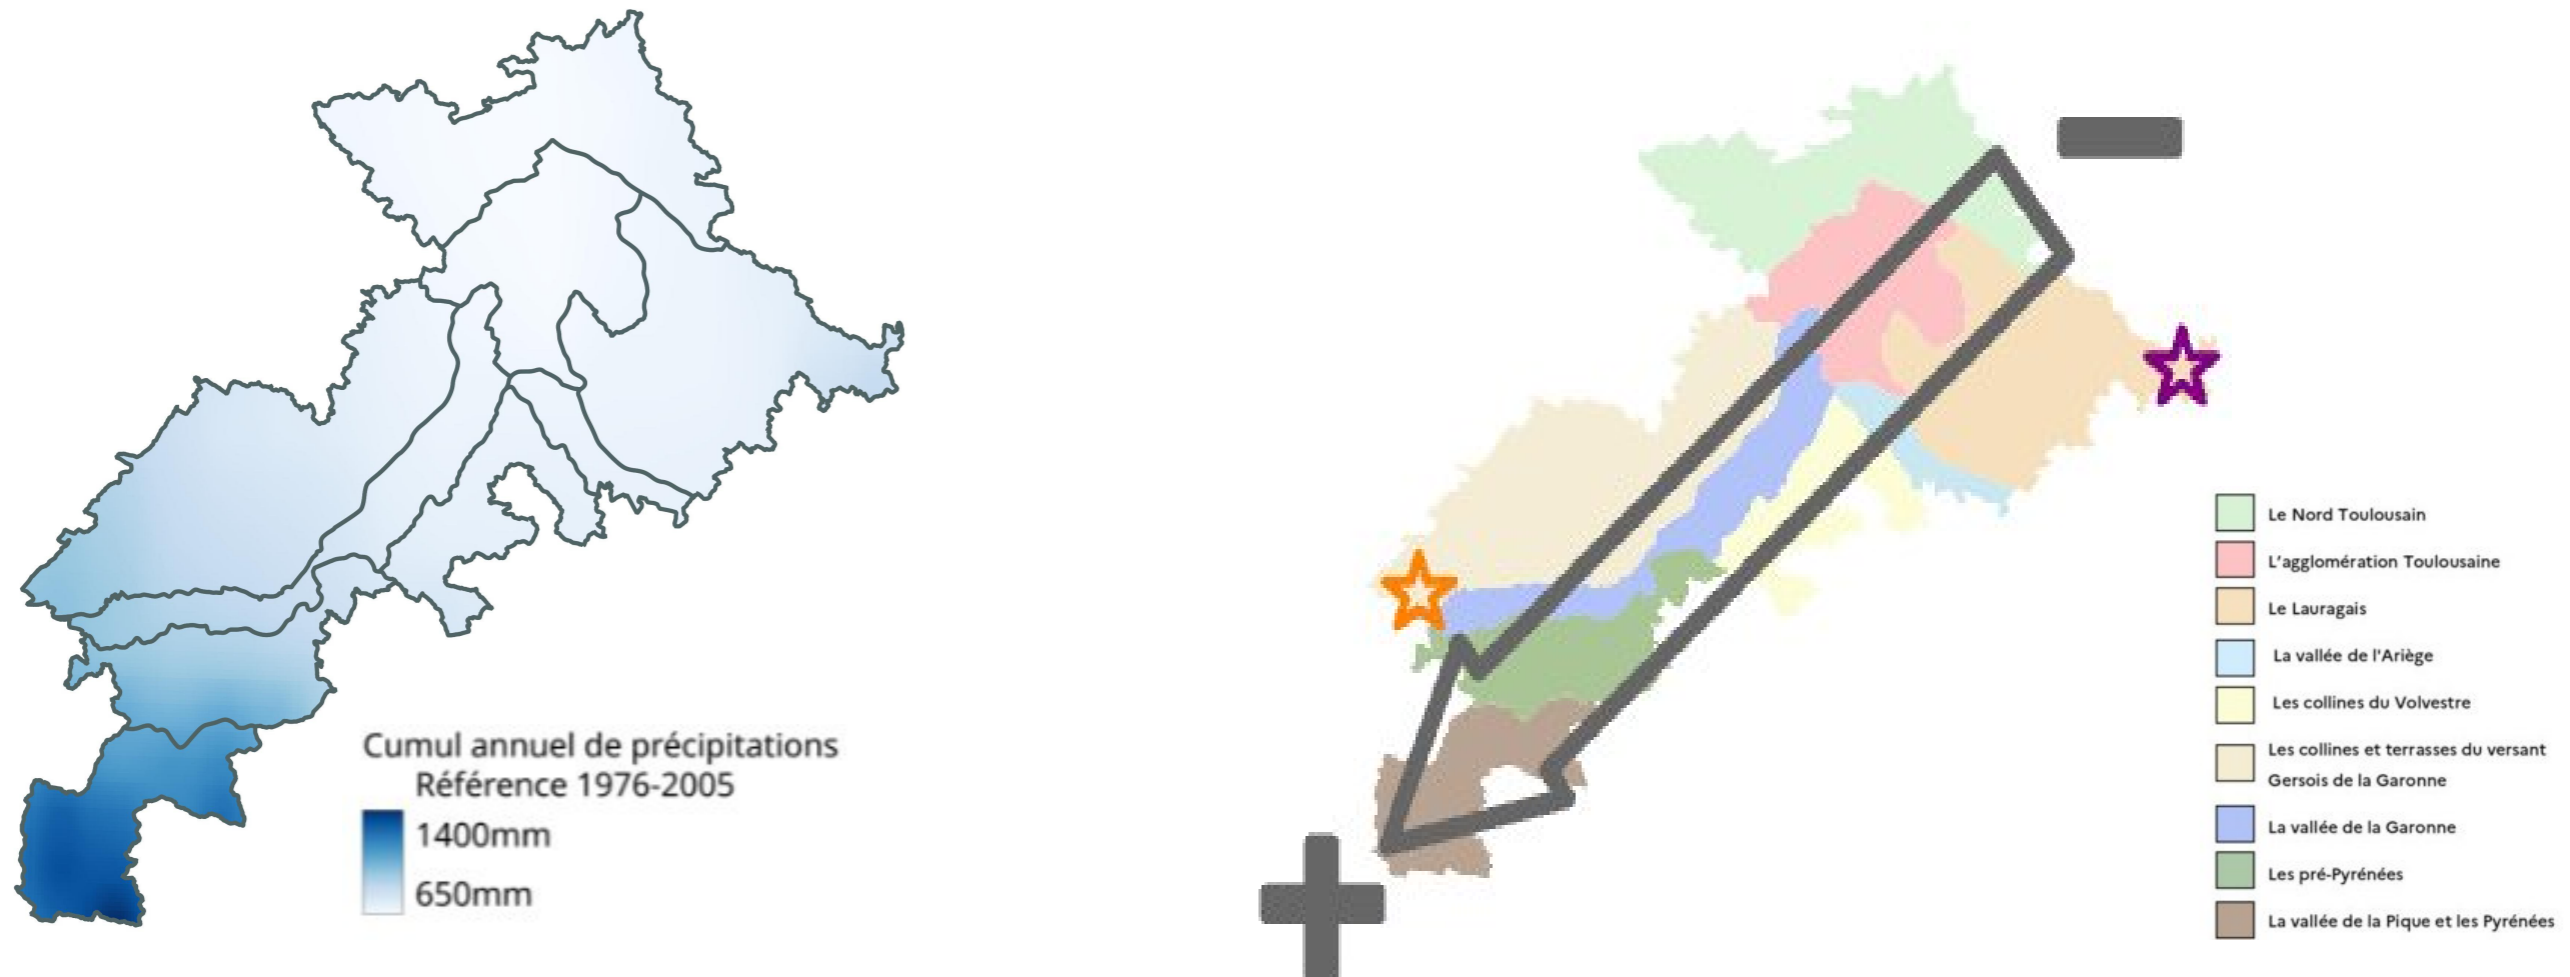 Cumul annuel de précipitations
Référence 1976-2005
1400mm
650mm
Le Nord Toulousain
L'agglomération Toulousaine
Le Lauragais
La vallée de l'Ariège
Les collines du Volvestre
Les collines et terrasses du versant
Gersois de la Garonne
La vallée de la Garonne
Les pré-Pyrénées
La vallée de la Pique et les Pyrénées